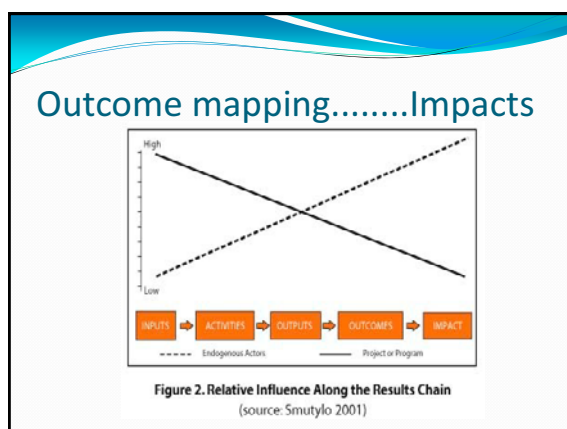 Outcome mapping........Impacts
High
Low
INPUTS ACTIVITIES OUTPUTS OUTCOMES IMPACT
Endogenous Actors Project or Program
Figure 2. Relative Influence Along the Results Chain
(source: Smutylo 2001)